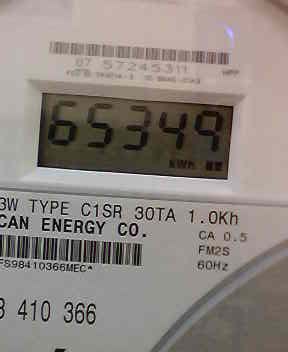 07 57245311
65349
KWH
3W TYPE C1SR 30TA 1.0Kh
CAN ENERGY CO.
CA 0.5
FM2S
60Hz
FS98410366MEC*
3 410 366